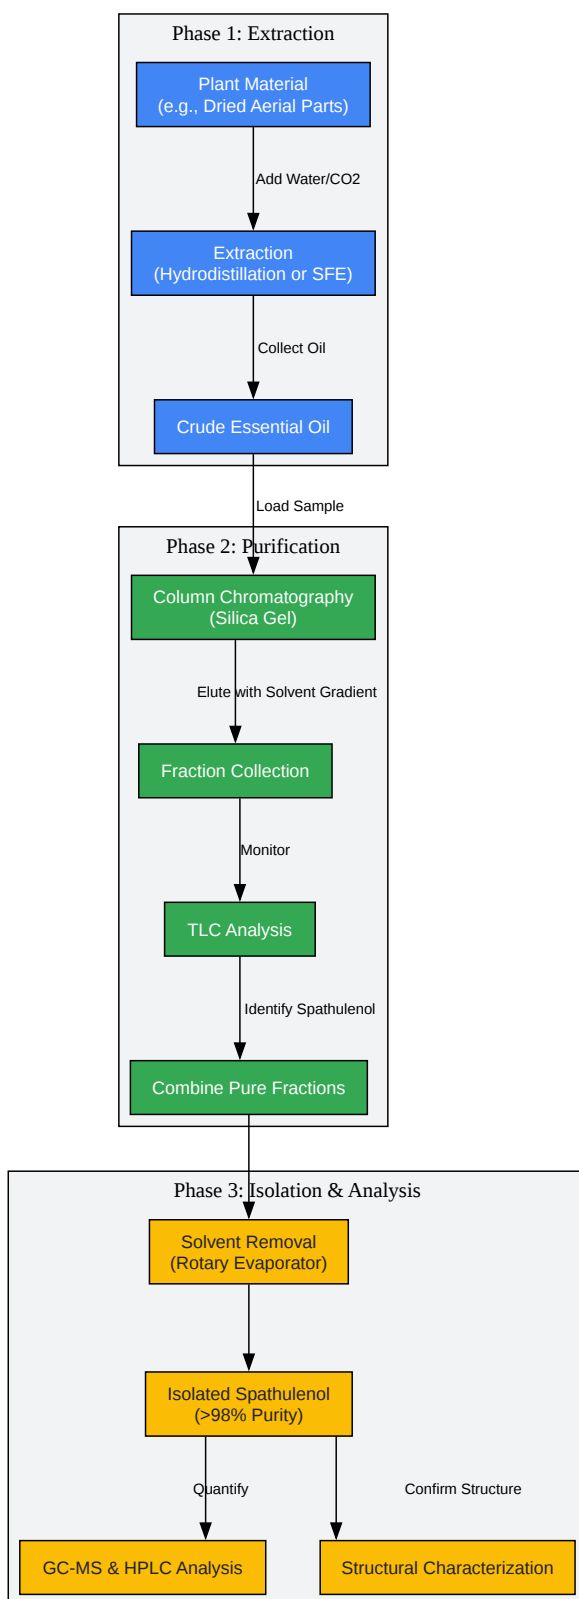 Phase 1: Extraction
Plant Material
(e.g., Dried Aerial Parts)
Add Water/CO2
Extraction
(Hydrodistillation or SFE)
Collect Oil
Crude Essential Oil
Load Sample
Phase 2: Purification
Column Chromatography
(Silica Gel)
Elute with Solvent Gradient
Fraction Collection
Monitor
TLC Analysis
Identify Spathulenol
Combine Pure Fractions
Phase 3: Isolation & Analysis
Solvent Removal
(Rotary Evaporator)
Isolated Spathulenol
(>98% Purity)
Quantify
Confirm Structure
GC-MS & HPLC Analysis
Structural Characterization